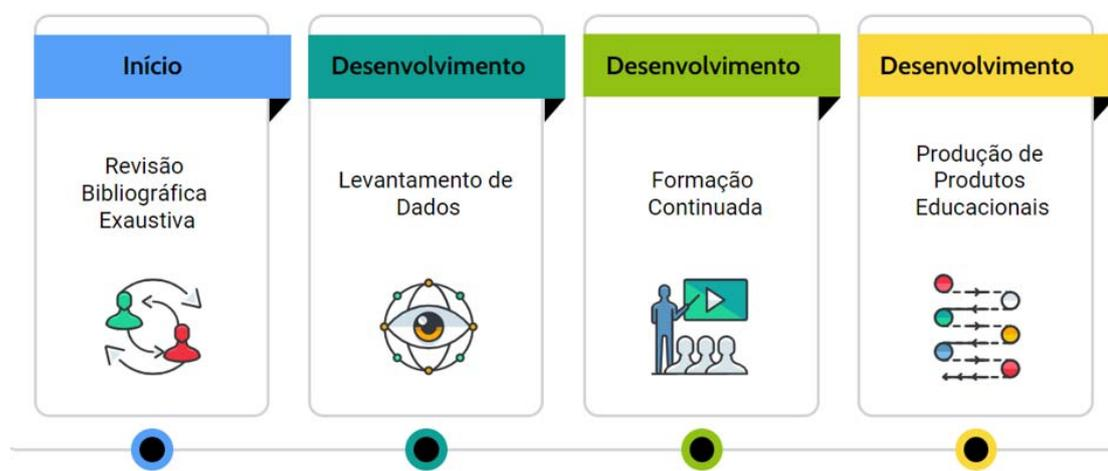 Início
Revisão
Bibliográfica
Exaustiva
Desenvolvimento
Levantamento de
Dados
Desenvolvimento
Formação
Continuada
Desenvolvimento
Produção de
Produtos
Educacionais